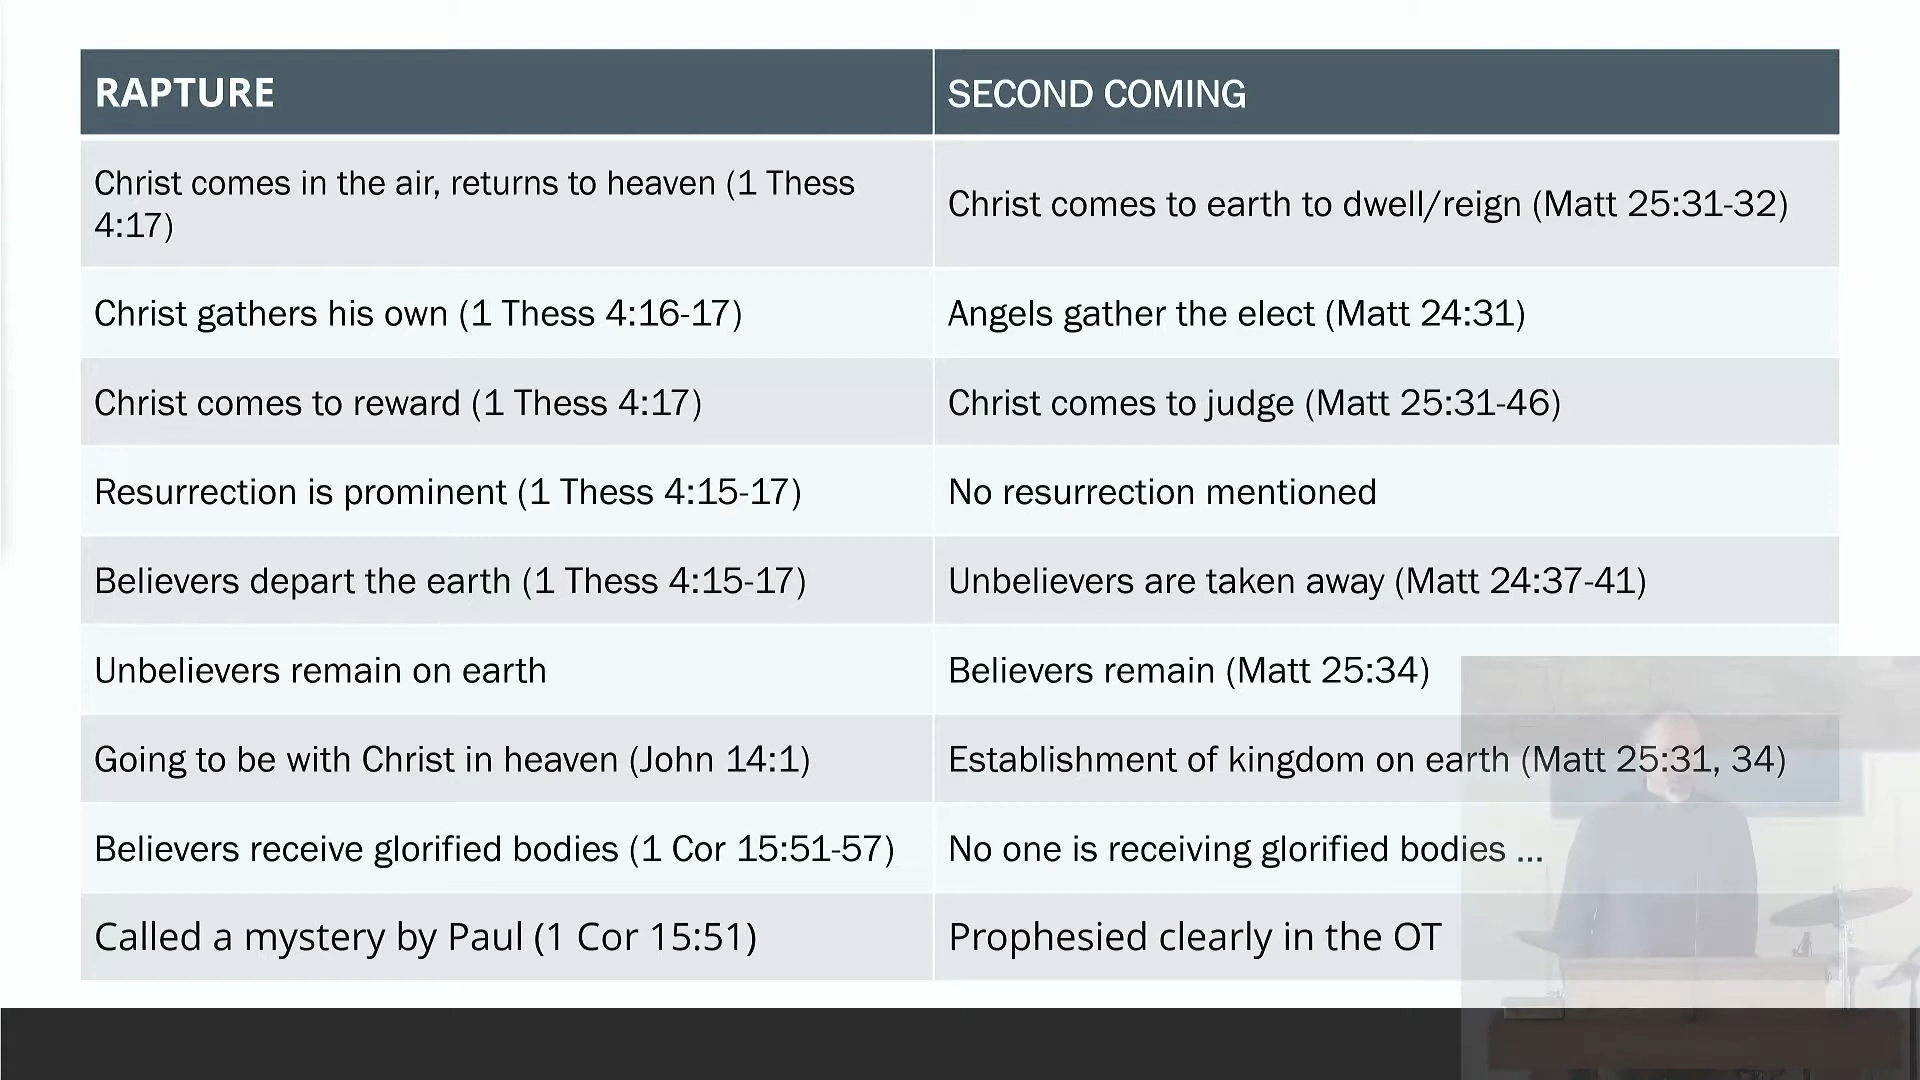 RAPTURE
SECOND COMING
Christ comes in the air, returns to heaven (1 Thess
4:17)
Christ comes to earth to dwell/reign (Matt 25:31-32)
Christ gathers his own (1 Thess 4:16-17)
Angels gather the elect (Matt 24:31)
Christ comes to reward (1 Thess 4:17)
Christ comes to judge (Matt 25:31-46)
Resurrection is prominent (1 Thess 4:15-17)
No resurrection mentioned
Believers depart the earth (1 Thess 4:15-17)
Unbelievers are taken away (Matt 24:37-41)
Unbelievers remain on earth
Believers remain (Matt 25:34)
Going to be with Christ in heaven (John 14:1)
Establishment of kingdom on earth (Matt 25:31, 34)
Believers receive glorified bodies (1 Cor 15:51-57)
No one is receiving glorified bodies ...
Called a mystery by Paul (1 Cor 15:51)
Prophesied clearly in the OT